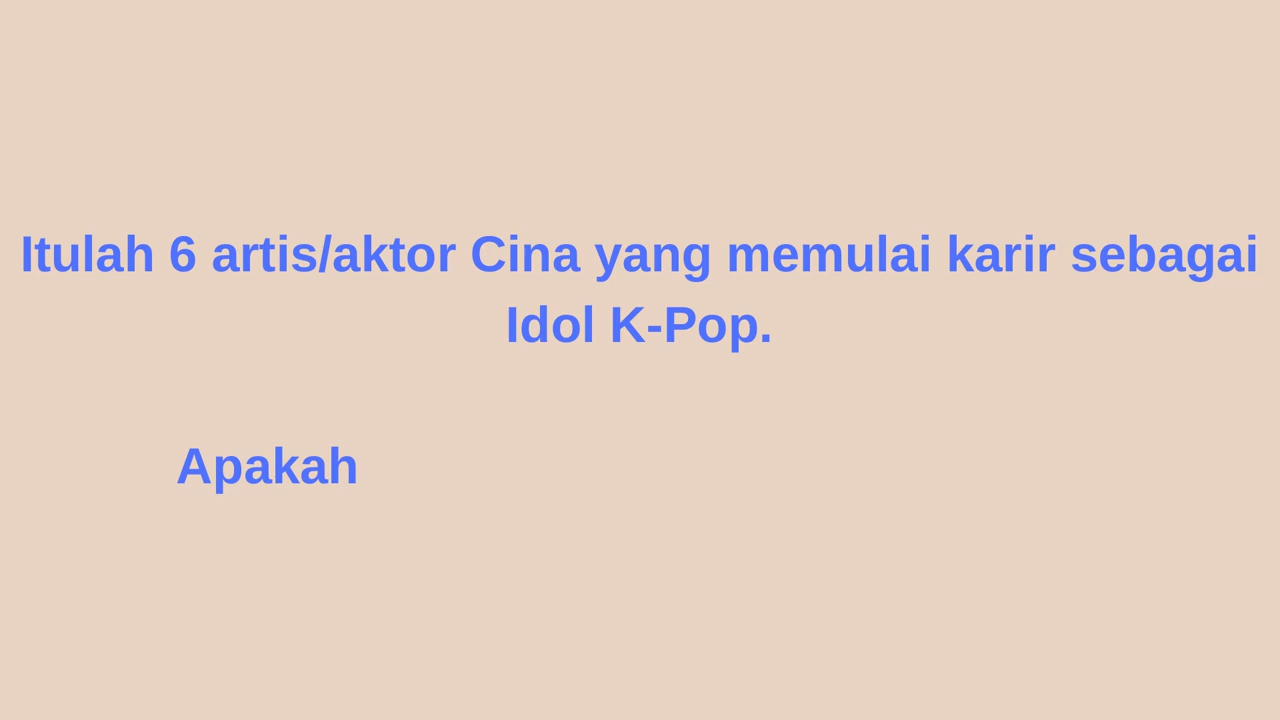 Itulah 6 artis/aktor Cina yang memulai karir sebagai
Idol K-Pop.
Apakah